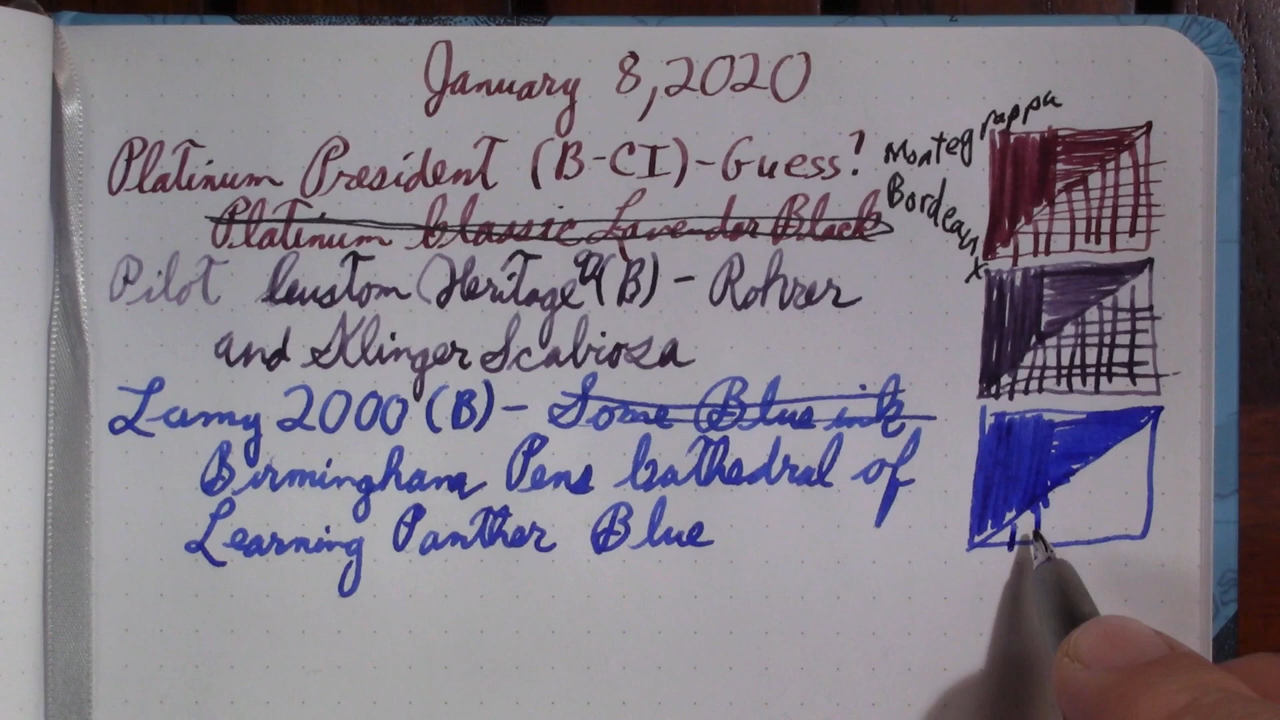 January 8, 2020
Platinum President (B-CI) - Guess?
Montegrappa
Bordeaux
Platinum Classic Lavender Black
Pilot Custom Heritage 91 (B) - Rohrer
and Klinger Scabiosa
Lamy 2000 (B) - Some Blue ink
Birmingham Pens Cathedral of
Learning Panther Blue